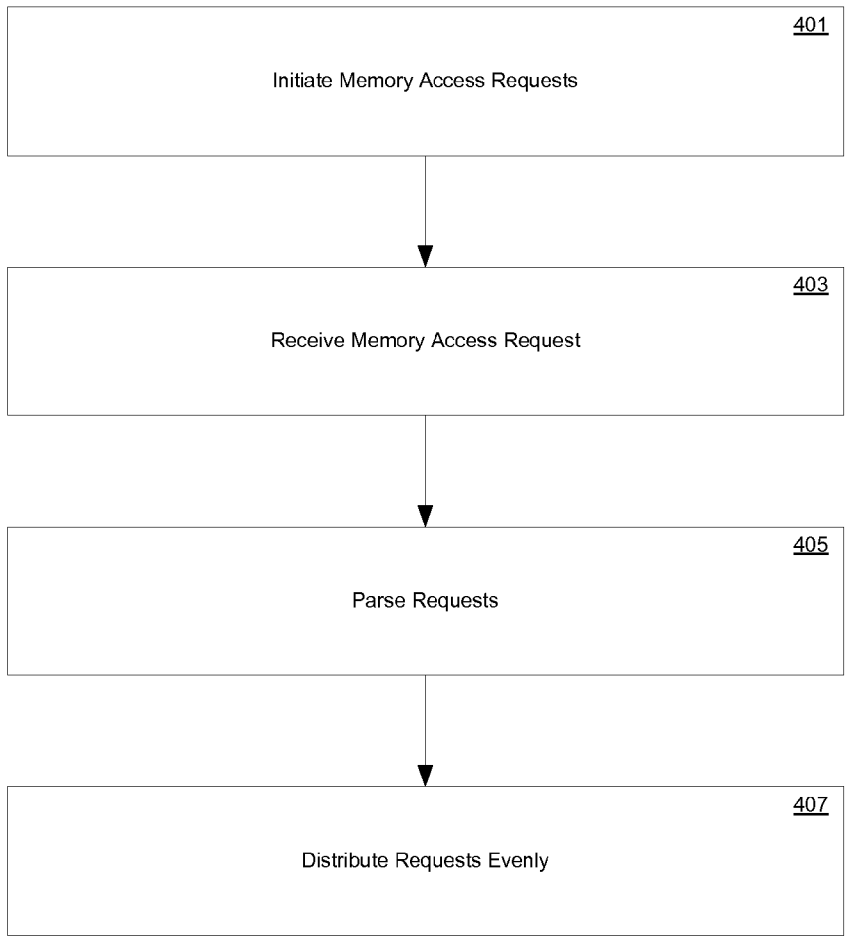 401
Initiate Memory Access Requests
403
Receive Memory Access Request
405
Parse Requests
407
Distribute Requests Evenly